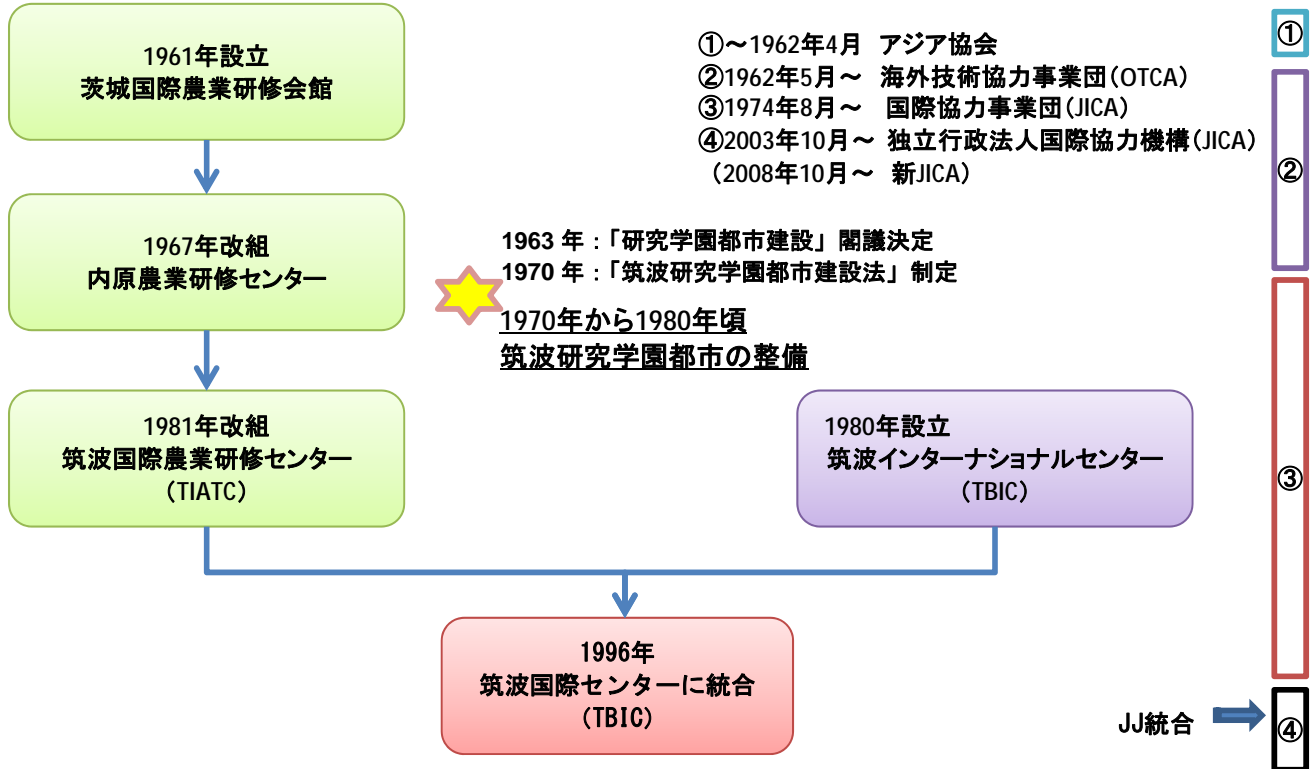 1961年設立
茨城国際農業研修会館
①～1962年4月 アジア協会
②1962年5月～ 海外技術協力事業団(OTCA)
③1974年8月～ 国際協力事業団(JICA)
④2003年10月～ 独立行政法人国際協力機構(JICA)
(2008年10月～ 新JICA)
①
②
③
④
1967年改組
内原農業研修センター
1963 年：「研究学園都市建設」閣議決定
1970 年：「筑波研究学園都市建設法」制定
1970年から1980年頃
筑波研究学園都市の整備
1981年改組
筑波国際農業研修センター
(TIATC)
1980年設立
筑波インターナショナルセンター
(TBIC)
1996年
筑波国際センターに統合
(TBIC)
JJ統合